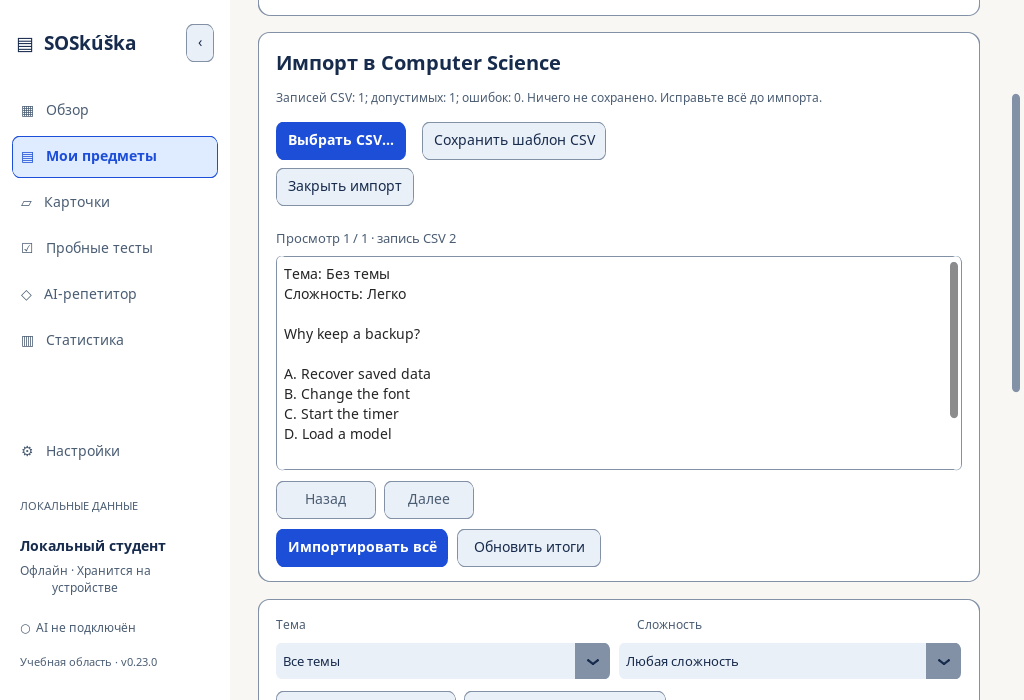 SOSkúška
Обзор
Мои предметы
Карточки
Пробные тесты
AI-репетитор
Статистика
Настройки
ЛОКАЛЬНЫЕ ДАННЫЕ
Локальный студент
Офлайн · Хранится на
устройстве
AI не подключён
Учебная область · v0.23.0
Импорт в Computer Science
Записей CSV: 1; допустимых: 1; ошибок: 0. Ничего не сохранено. Исправьте всё до импорта.
Выбрать CSV...
Сохранить шаблон CSV
Закрыть импорт
Просмотр 1 / 1 · запись CSV 2
Тема: Без темы
Сложность: Легко
Why keep a backup?
A. Recover saved data
B. Change the font
C. Start the timer
D. Load a model
Назад
Далее
Импортировать всё
Обновить итоги
Тема
Сложность
Все темы
Любая сложность